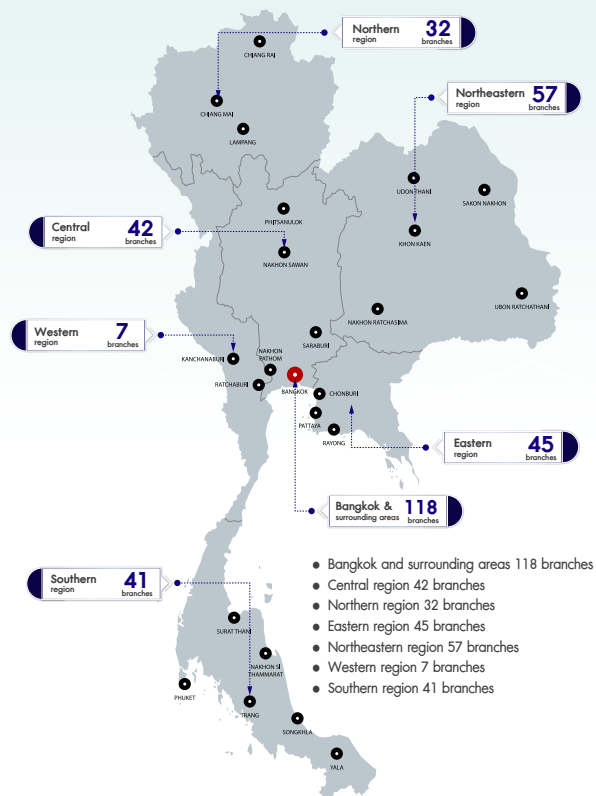 Northern
region
32
branches
CHIANG RAI
Northeastern
region
57
branches
CHIANG MAI
LAMPANG
UDON THANI
SAKON NAKHON
PHITSANULOK
Central
region
42
branches
KHON KAEN
NAKHON SAWAN
UBON RATCHATHANI
NAKHON RATCHASIMA
Western
region
7
branches
SARABURI
KANCHANABURI
NAKHON
PATHOM
RATCHABURI
BANGKOK
CHONBURI
PATTAYA
RAYONG
Eastern
region
45
branches
Bangkok &
surrounding areas
118
branches
Southern
region
41
branches
• Bangkok and surrounding areas 118 branches
• Central region 42 branches
• Northern region 32 branches
• Eastern region 45 branches
• Northeastern region 57 branches
• Western region 7 branches
• Southern region 41 branches
SURAT THANI
NAKHON SI
THAMMARAT
PHUKET
TRANG
SONGKHLA
YALA